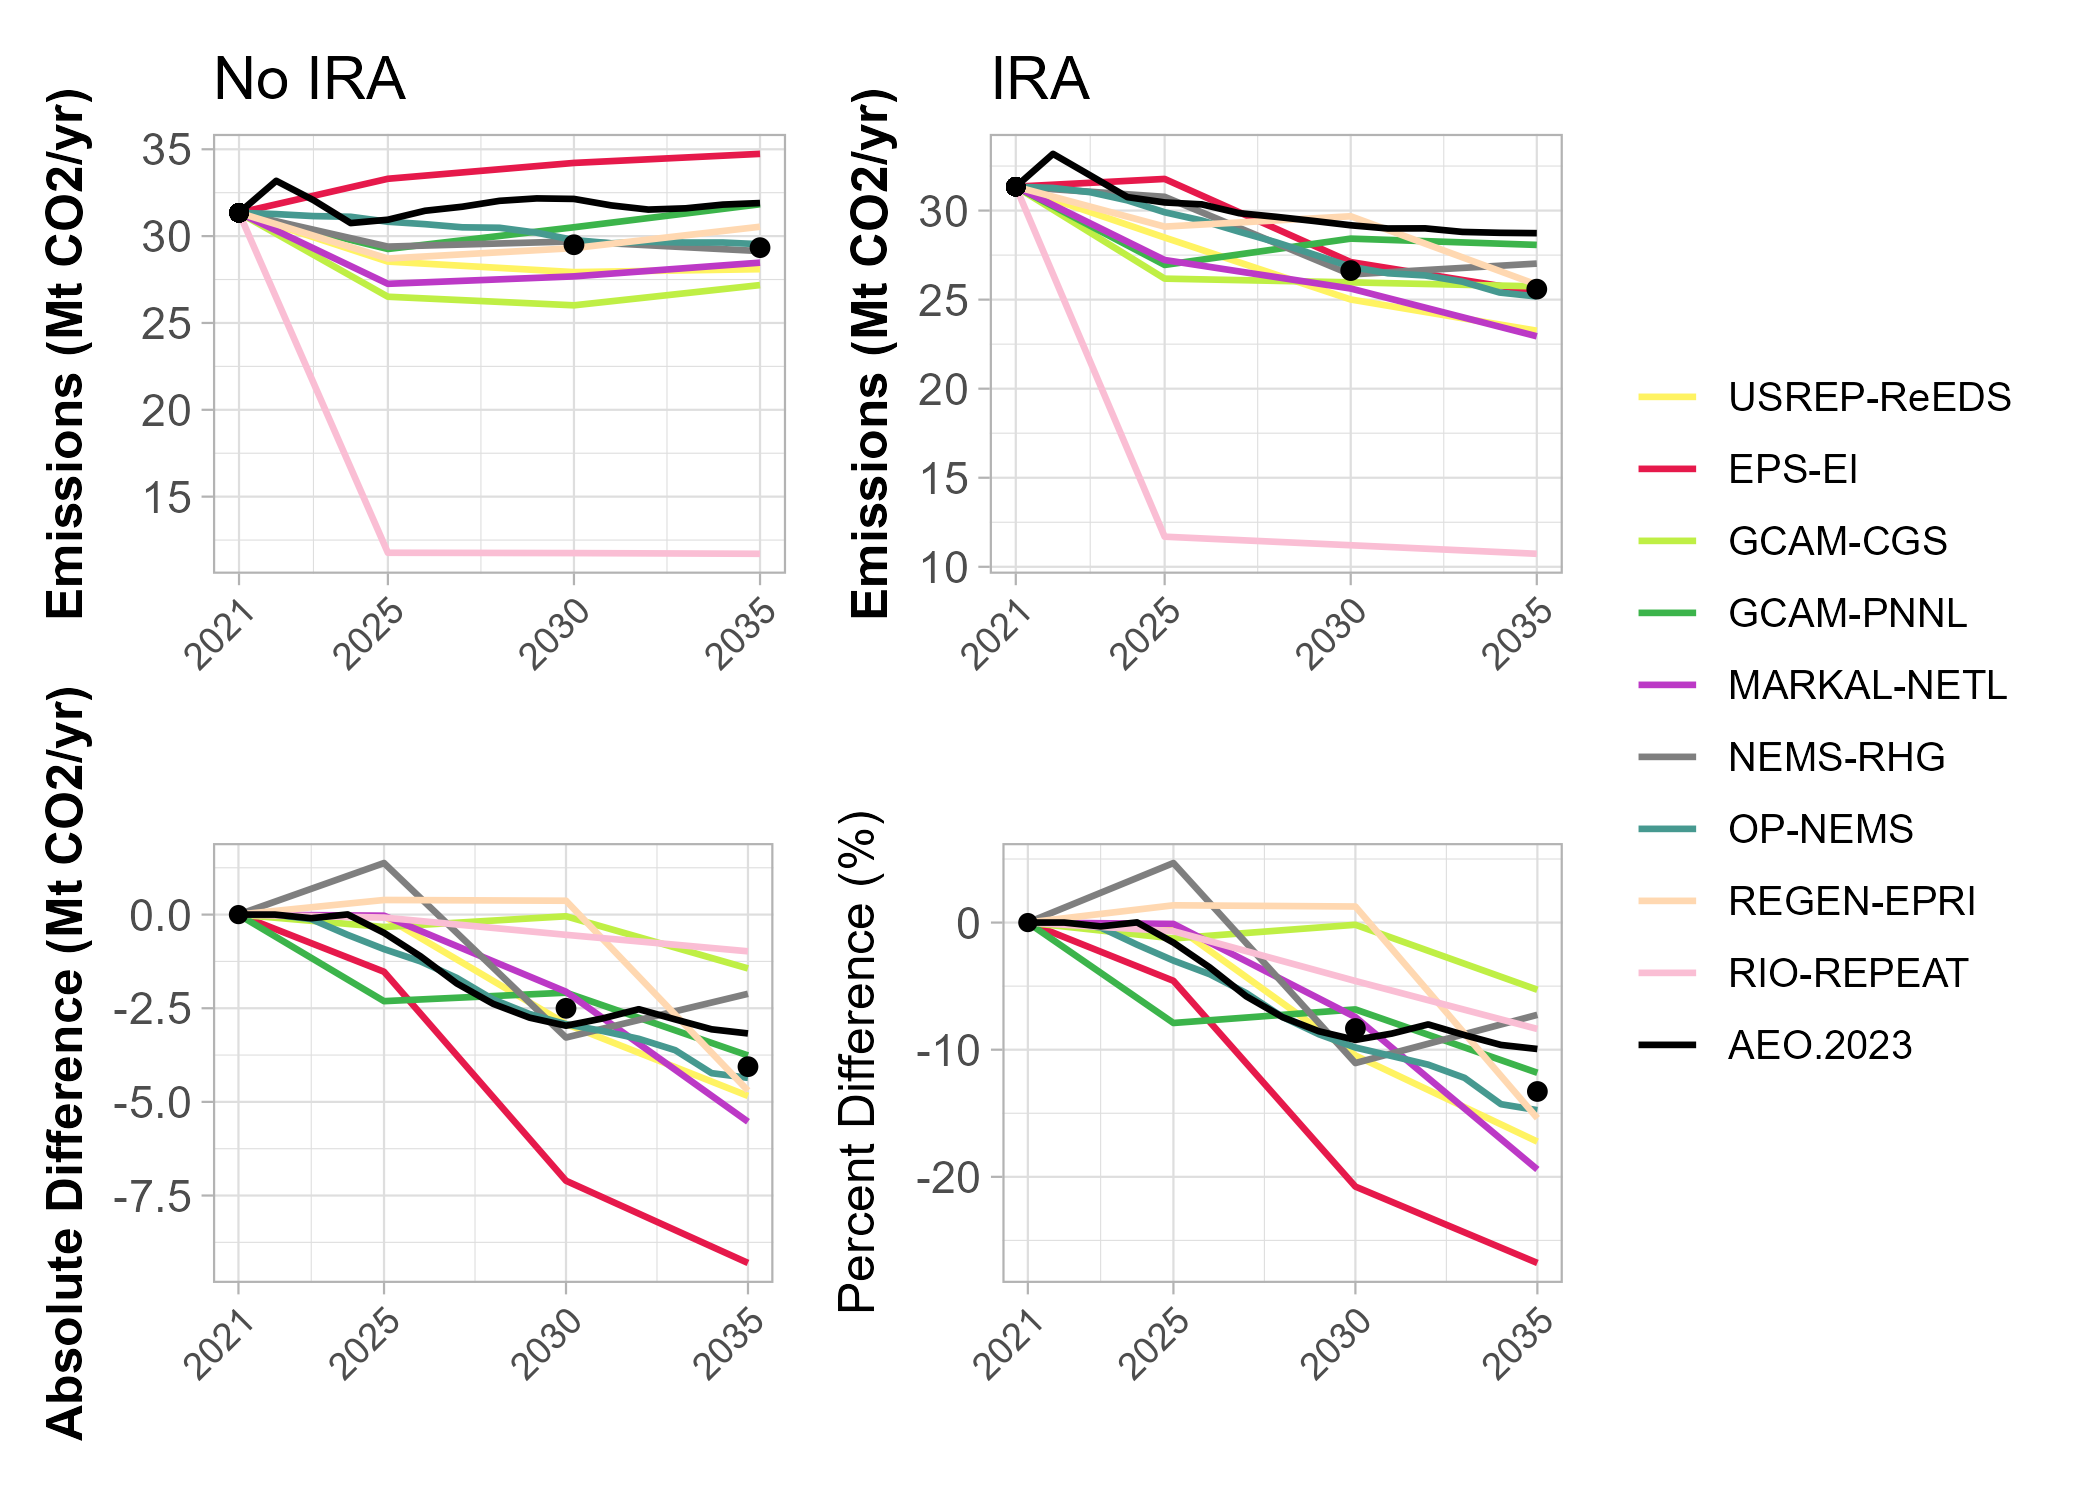 No IRA
Emissions (Mt CO2/yr)
35
30
25
20
15
2021
2025
2030
2035
IRA
Emissions (Mt CO2/yr)
30
25
20
15
10
2021
2025
2030
2035
Absolute Difference (Mt CO2/yr)
0.0
-2.5
-5.0
-7.5
2021
2025
2030
2035
Percent Difference (%)
0
-10
-20
2021
2025
2030
2035
USREP-ReEDS
EPS-EI
GCAM-CGS
GCAM-PNNL
MARKAL-NETL
NEMS-RHG
OP-NEMS
REGEN-EPRI
RIO-REPEAT
AEO.2023